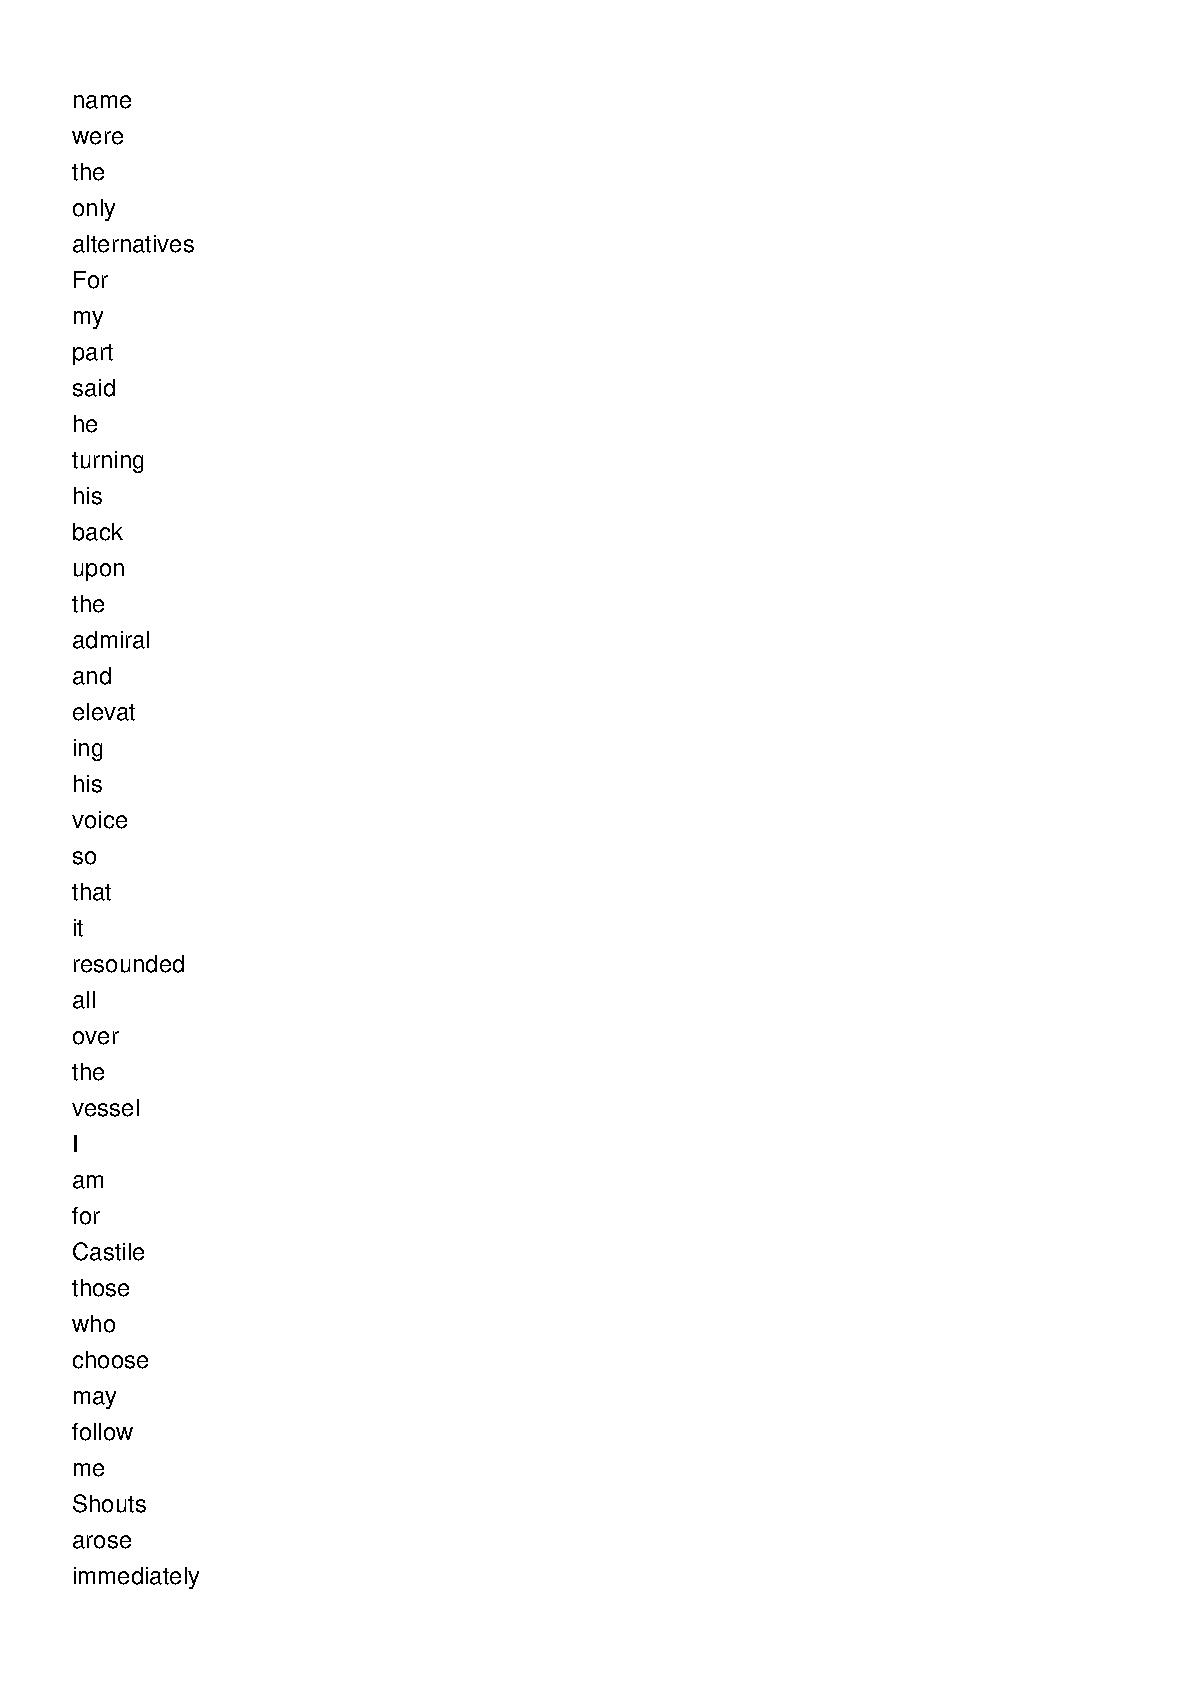 name
were
the
only
alternatives
For
my
part
said
he
turning
his
back
upon
the
admiral
and
elevat
ing
his
voice
so
that
it
resounded
all
over
the
vessel
I
am
for
Castile
those
who
choose
may
follow
me
Shouts
arose
immediately